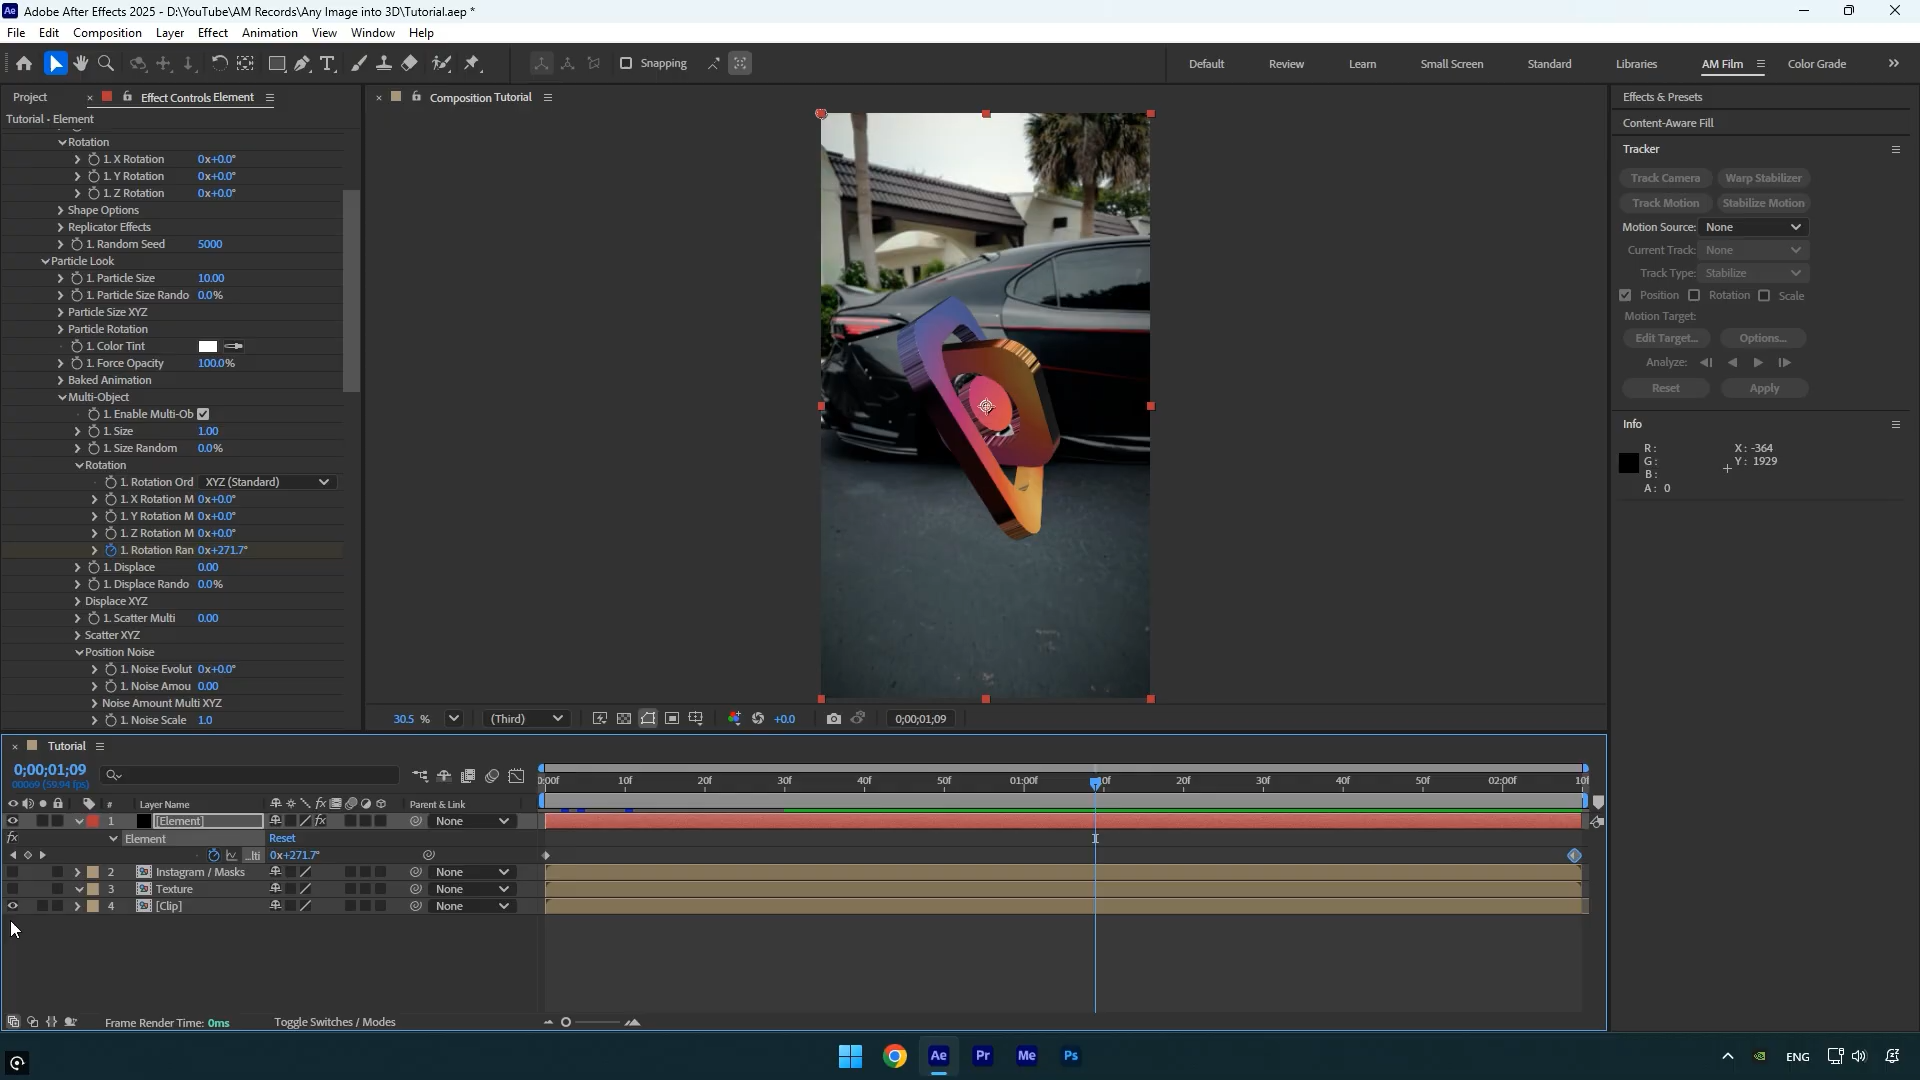 Adobe After Effects 2025 - D:\YouTube\AM Records\Any Image into 3D\Tutorial.aep *
File Edit Composition Layer Effect Animation View Window Help
Snapping
Default Review Learn Small Screen Standard Libraries AM Film Color Grade
Project Effect Controls Element
Tutorial - Element
Rotation
1. X Rotation 0x+0.0°
1. Y Rotation 0x+0.0°
1. Z Rotation 0x+0.0°
Shape Options
Replicator Effects
1. Random Seed 5000
Particle Look
1. Particle Size 10.00
1. Particle Size Rando 0.0%
Particle Size XYZ
Particle Rotation
1. Color Tint
1. Force Opacity 100.0%
Baked Animation
Multi-Object
1. Enable Multi-Ob
1. Size 1.00
1. Size Random 0.0%
Rotation
1. Rotation Ord XYZ (Standard)
1. X Rotation M 0x+0.0°
1. Y Rotation M 0x+0.0°
1. Z Rotation M 0x+0.0°
1. Rotation Ran 0x+271.7°
1. Displace 0.00
1. Displace Rando 0.0%
Displace XYZ
1. Scatter Multi 0.00
Scatter XYZ
Position Noise
1. Noise Evolut 0x+0.0°
1. Noise Amou 0.00
Noise Amount Multi XYZ
1. Noise Scale 1.0
Composition Tutorial
30.5 % (Third) +0.0 0;00;01;09
Effects & Presets
Content-Aware Fill
Tracker
Track Camera Warp Stabilizer
Track Motion Stabilize Motion
Motion Source: None
Current Track: None
Track Type: Stabilize
Position Rotation Scale
Motion Target:
Edit Target... Options...
Analyze:
Reset Apply
Info
R: X: -364
G: Y: 1929
B:
A: 0
Tutorial
0;00;01;09
00069 (59.94 fps)
0:00f 10f 20f 30f 40f 50f 01:00f 10f 20f 30f 40f 50f 02:00f 10f
# Layer Name fx Parent & Link
1 [Element] fx None
fx Element Reset
...lti 0x+271.7°
2 Instagram / Masks None
3 Texture None
4 [Clip] None
Frame Render Time: 0ms Toggle Switches / Modes
Ae Pr Me Ps
ENG